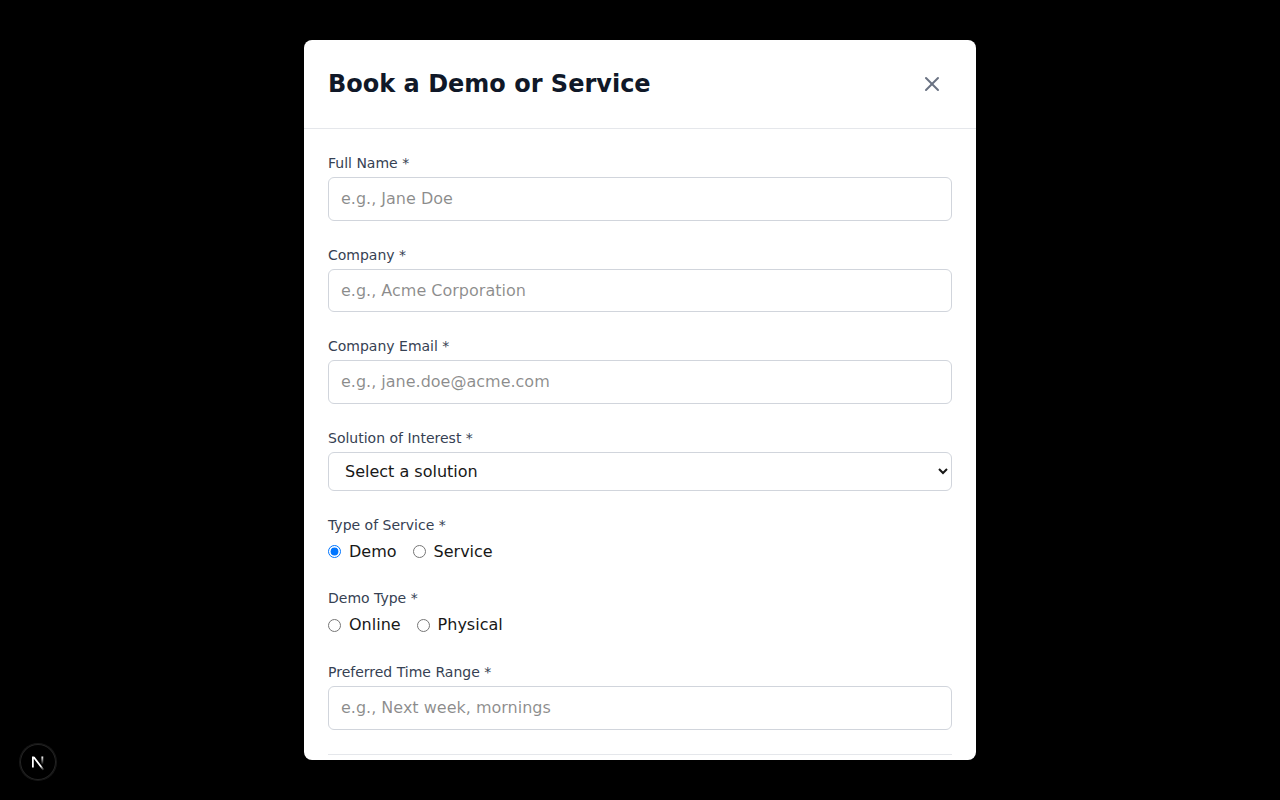 Book a Demo or Service
Full Name *
e.g., Jane Doe
Company *
e.g., Acme Corporation
Company Email *
e.g., jane.doe@acme.com
Solution of Interest *
Select a solution
Type of Service *
Demo Service
Demo Type *
Online Physical
Preferred Time Range *
e.g., Next week, mornings
N